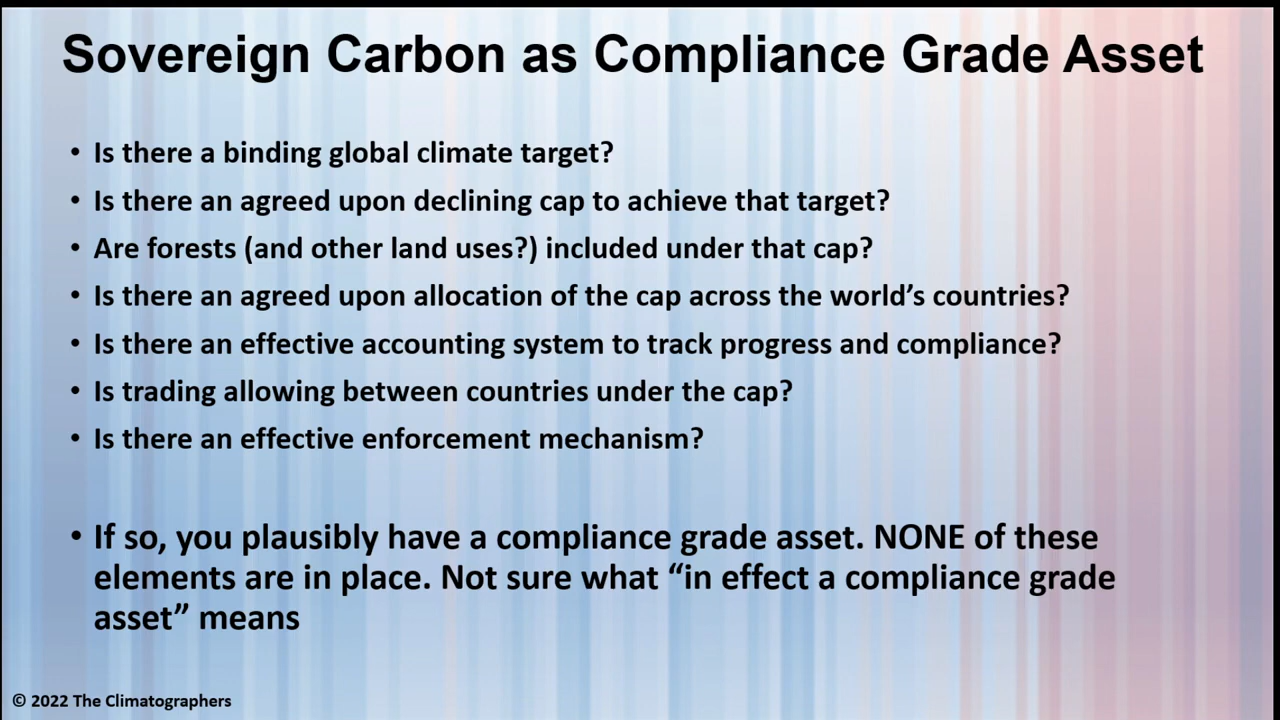 Sovereign Carbon as Compliance Grade Asset
• Is there a binding global climate target?
• Is there an agreed upon declining cap to achieve that target?
• Are forests (and other land uses?) included under that cap?
• Is there an agreed upon allocation of the cap across the world’s countries?
• Is there an effective accounting system to track progress and compliance?
• Is trading allowing between countries under the cap?
• Is there an effective enforcement mechanism?
• If so, you plausibly have a compliance grade asset. NONE of these
elements are in place. Not sure what “in effect a compliance grade
asset” means
© 2022 The Climatographers